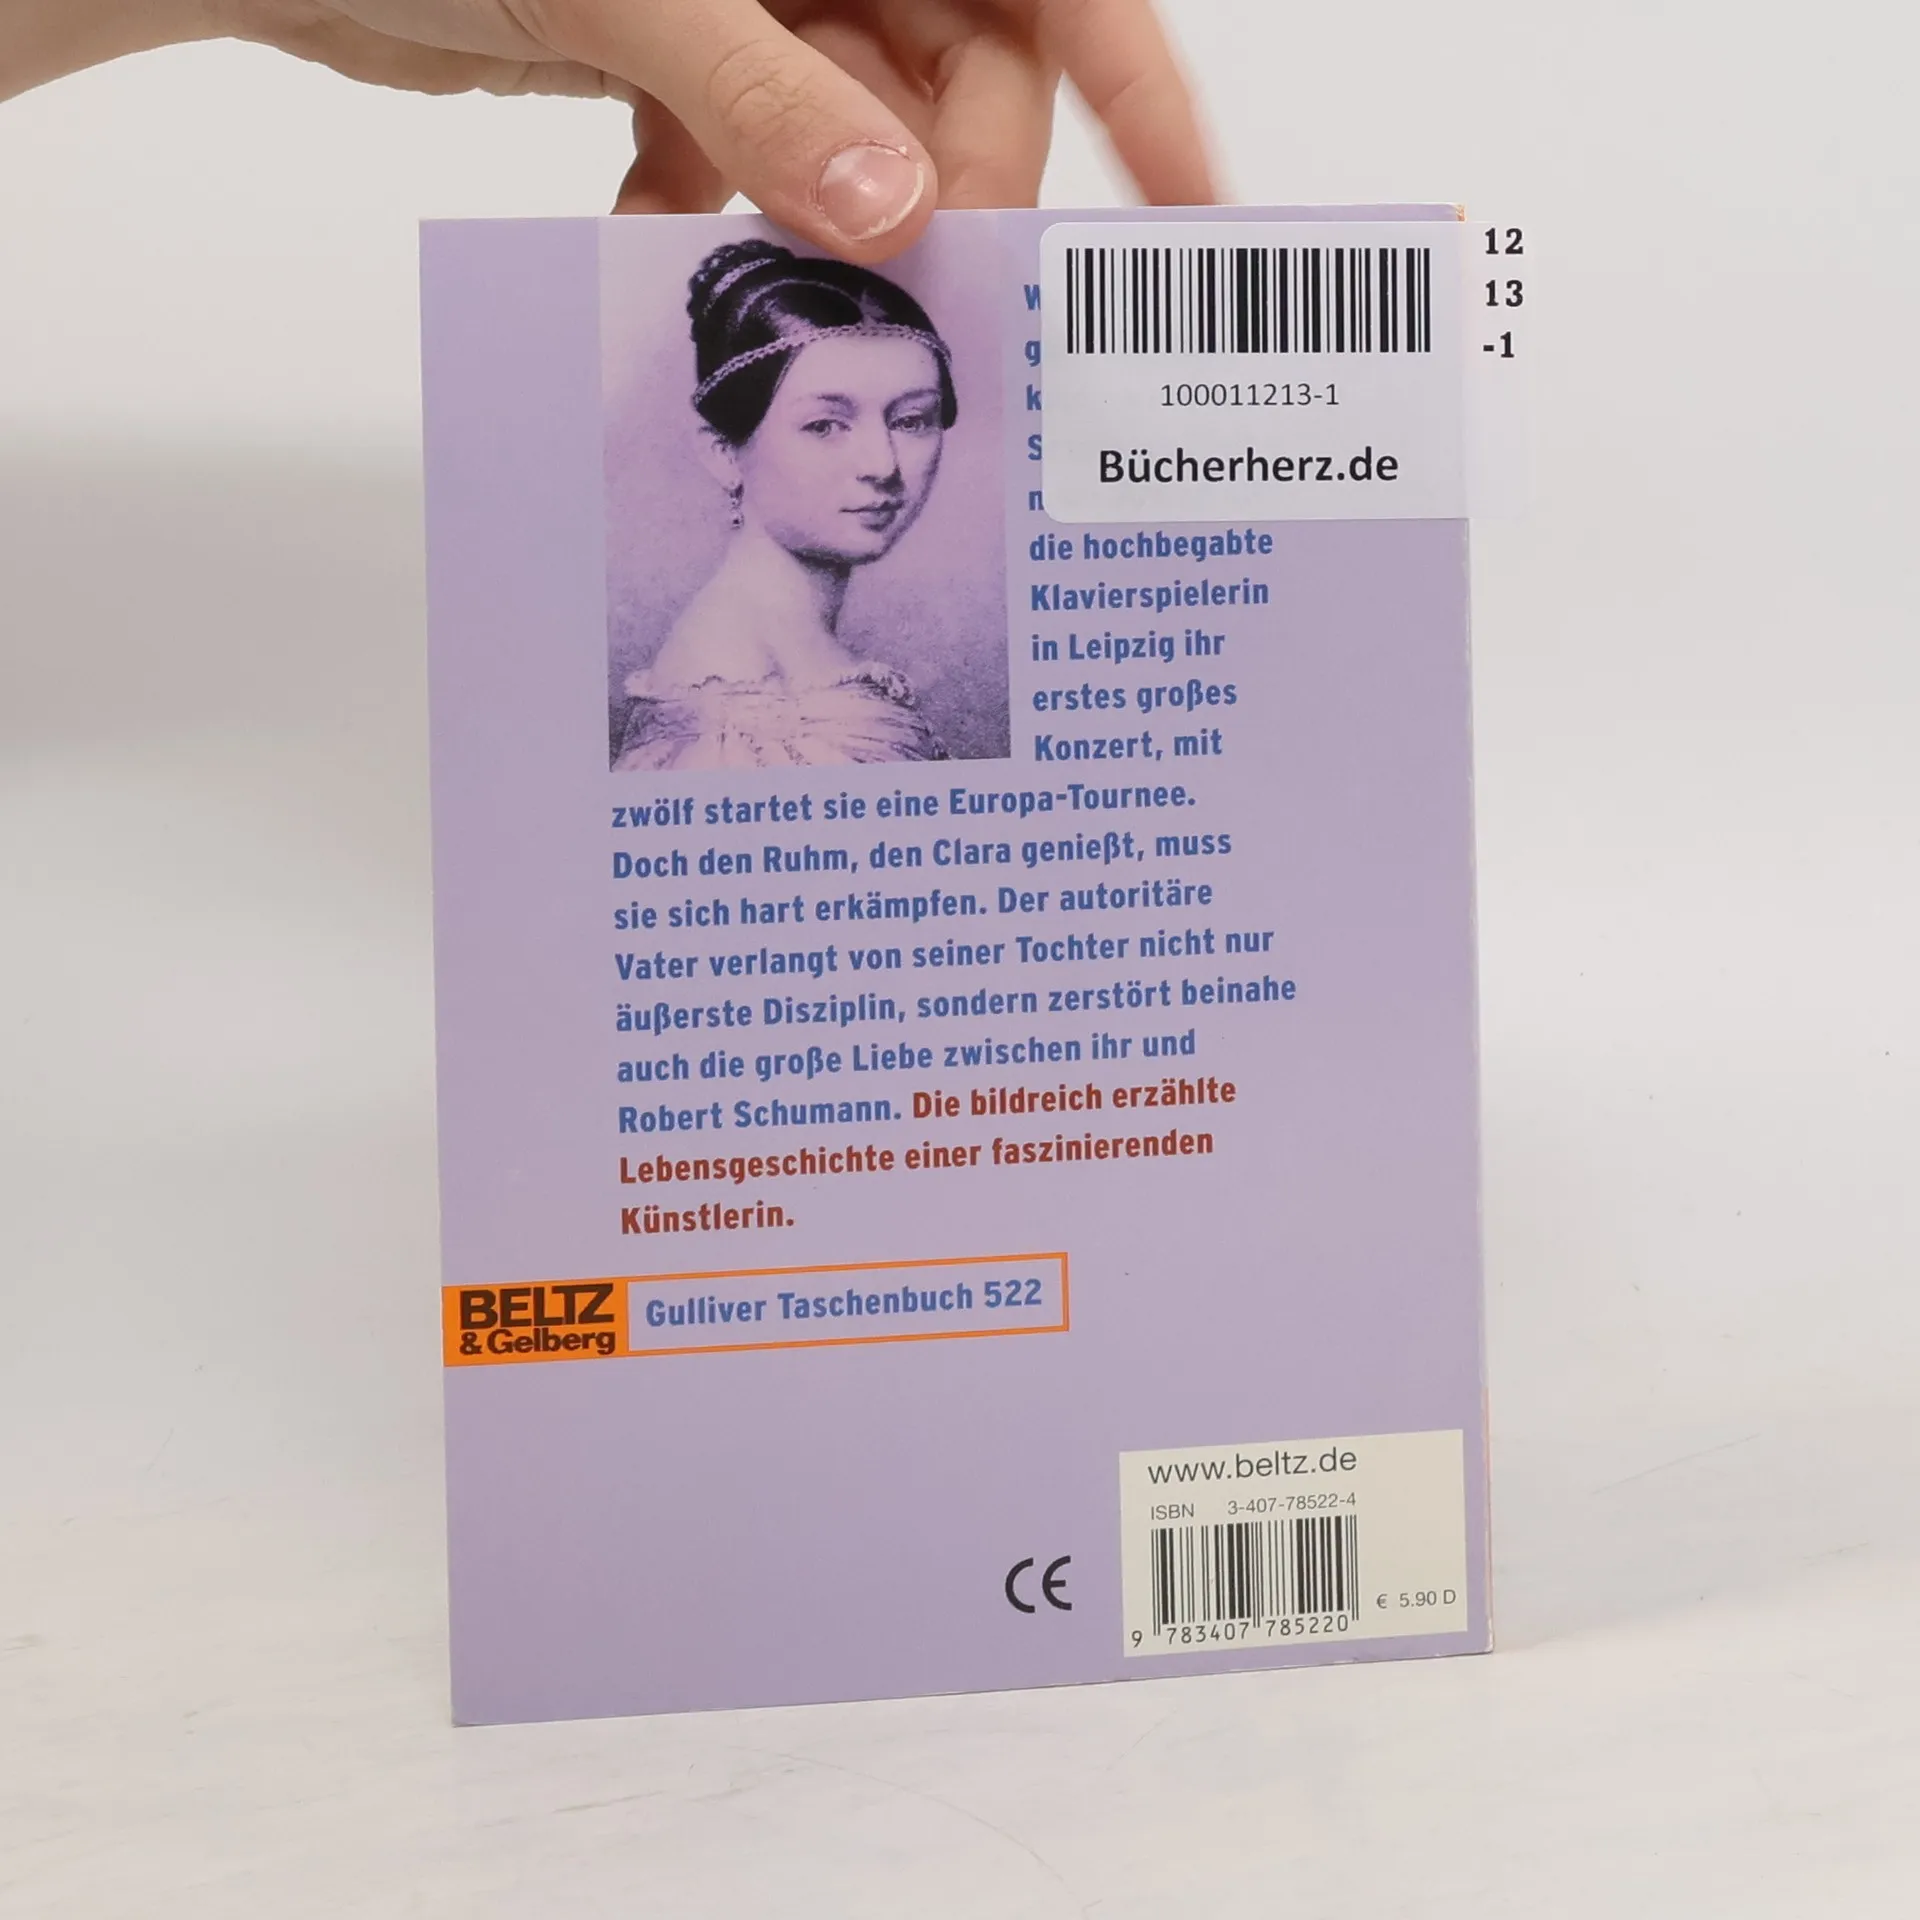 12
13
-1
100011213-1
Bücherherz.de
die hochbegabte
Klavierspielerin
in Leipzig ihr
erstes großes
Konzert, mit
zwölf startet sie eine Europa-Tournee.
Doch den Ruhm, den Clara genießt, muss
sie sich hart erkämpfen. Der autoritäre
Vater verlangt von seiner Tochter nicht nur
äußerste Disziplin, sondern zerstört beinahe
auch die große Liebe zwischen ihr und
Robert Schumann. Die bildreich erzählte
Lebensgeschichte einer faszinierenden
Künstlerin.
BELTZ
& Gelberg
Gulliver Taschenbuch 522
www.beltz.de
ISBN 3-407-78522-4
CE
€ 5.90 D
9 783407 785220